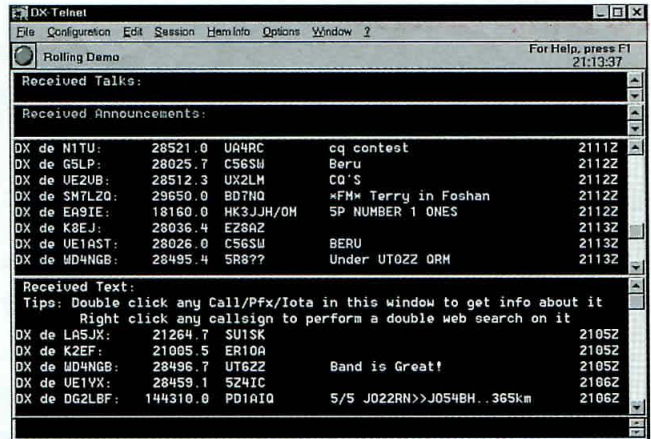 DX-Telnet
File Configuration Edit Session HamInfo Options Window ?
Rolling Demo
For Help, press F1
21:13:37
Received Talks:
Received Announcements:
DX de N1TU: 28521.0 UA4RC cq contest 2111Z
DX de G5LP: 28025.7 C56SW Beru 2112Z
DX de VE2VB: 28512.3 UX2LM CQ'S 2112Z
DX de SM7LZQ: 29650.0 BD7NQ *FM* Terry in Foshan 2112Z
DX de EA9IE: 18160.0 HK3JJH/OM 5P NUMBER 1 ONES 2112Z
DX de K8EJ: 28036.4 EZ8AZ 2113Z
DX de VE1AST: 28026.0 C56SW BERU 2113Z
DX de WD4NGB: 28495.4 5R8?? Under UT0ZZ QRM 2113Z
Received Text:
Tips: Double click any Call/Pfx/Iota in this window to get info about it
Right click any callsign to perform a double web search on it
DX de LA5JX: 21264.7 SU1SK 2105Z
DX de K2EF: 21005.5 ER10A 2105Z
DX de WD4NGB: 28496.7 UT6ZZ Band is Great! 2105Z
DX de VE1YX: 28459.1 5Z4IC 2106Z
DX de DG2LBF: 144310.0 PD1AIQ 5/5 JO22RN>>JO54BH..365km 2106Z